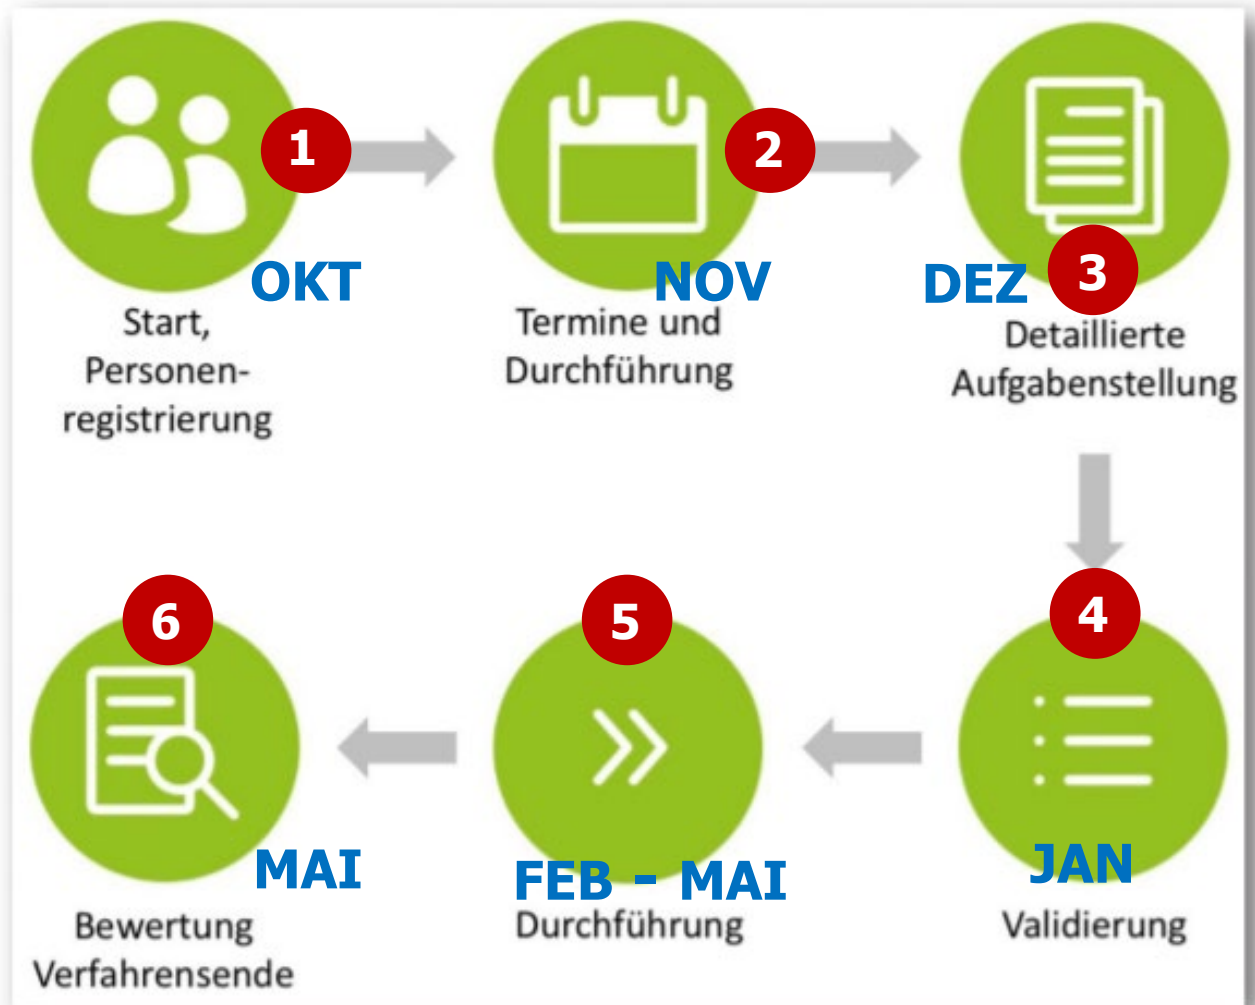 1
OKT
Start,
Personen-
registrierung
2
NOV
Termine und
Durchführung
DEZ
3
Detaillierte
Aufgabenstellung
4
JAN
Validierung
5
FEB - MAI
Durchführung
6
MAI
Bewertung
Verfahrensende